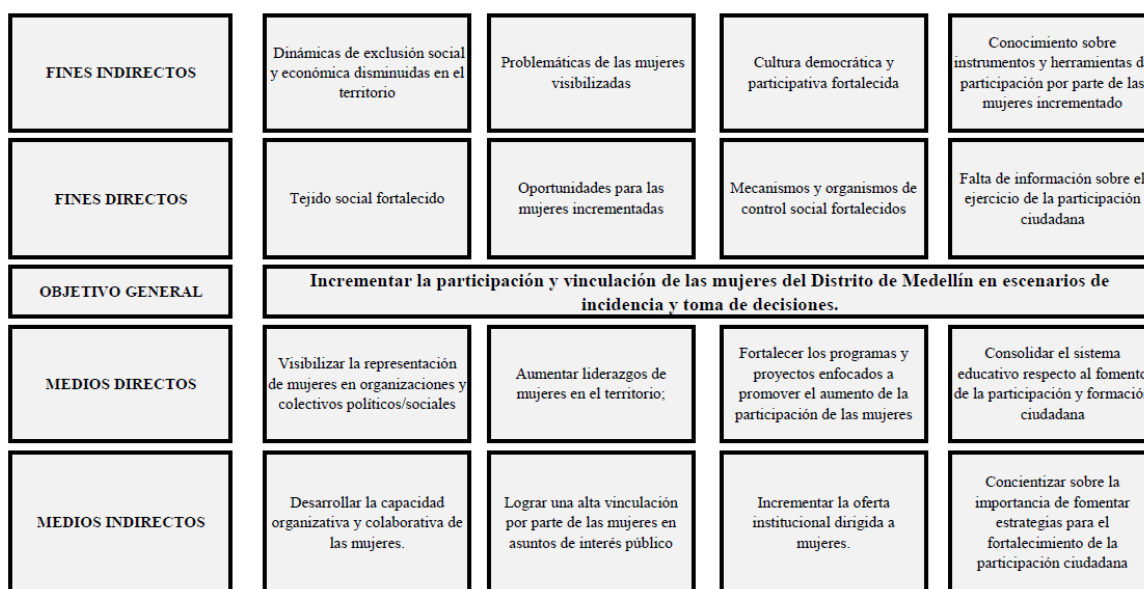 FINES INDIRECTOS
Dinámicas de exclusión social
y económica disminuidas en el
territorio
Problemáticas de las mujeres
visibilizadas
Cultura democrática y
participativa fortalecida
Conocimiento sobre
instrumentos y herramientas d
participación por parte de las
mujeres incrementado
FINES DIRECTOS
Tejido social fortalecido
Oportunidades para las
mujeres incrementadas
Mecanismos y organismos de
control social fortalecidos
Falta de información sobre el
ejercicio de la participación
ciudadana
OBJETIVO GENERAL
Incrementar la participación y vinculación de las mujeres del Distrito de Medellín en escenarios de
incidencia y toma de decisiones.
MEDIOS DIRECTOS
Visibilizar la representación
de mujeres en organizaciones y
colectivos políticos/sociales
Aumentar liderazgos de
mujeres en el territorio;
Fortalecer los programas y
proyectos enfocados a
promover el aumento de la
participación de las mujeres
Consolidar el sistema
educativo respecto al fomento
de la participación y formación
ciudadana
MEDIOS INDIRECTOS
Desarrollar la capacidad
organizativa y colaborativa de
las mujeres.
Lograr una alta vinculación
por parte de las mujeres en
asuntos de interés público
Incrementar la oferta
institucional dirigida a
mujeres.
Concientizar sobre la
importancia de fomentar
estrategias para el
fortalecimiento de la
participación ciudadana